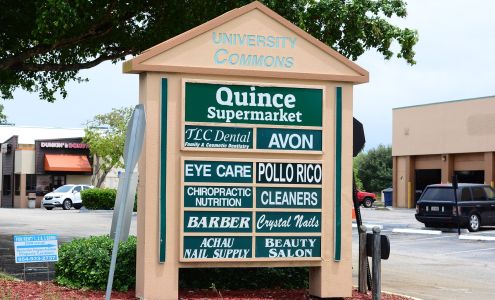 UNIVERSITY
COMMONS
Quince
Supermarket
TLC Dental
Family & Cosmetic Dentistry
AVON
EYE CARE
POLLO RICO
CHIROPRACTIC
NUTRITION
CLEANERS
BARBER
Crystal Nails
ACHAU
NAIL SUPPLY
BEAUTY
SALON
DUNKIN' DONUTS